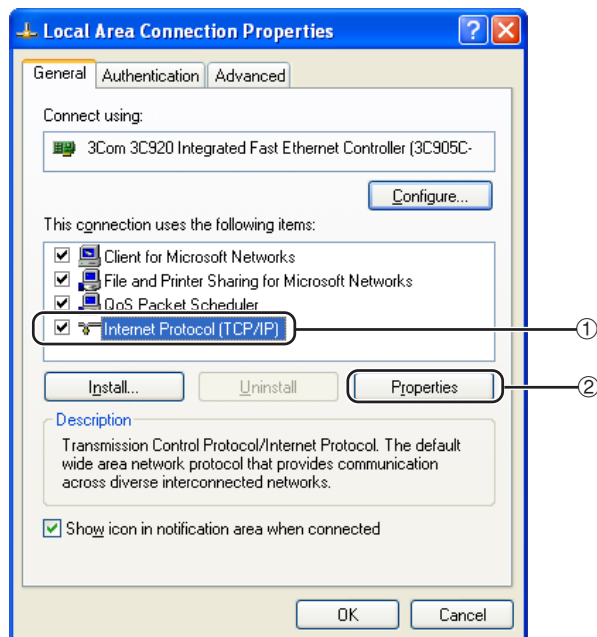 Local Area Connection Properties
General Authentication Advanced
Connect using:
3Com 3C920 Integrated Fast Ethernet Controller (3C905C-
Configure...
This connection uses the following items:
Client for Microsoft Networks
File and Printer Sharing for Microsoft Networks
QoS Packet Scheduler
Internet Protocol (TCP/IP)
①
Install... Uninstall Properties
②
Description
Transmission Control Protocol/Internet Protocol. The default
wide area network protocol that provides communication
across diverse interconnected networks.
Show icon in notification area when connected
OK Cancel